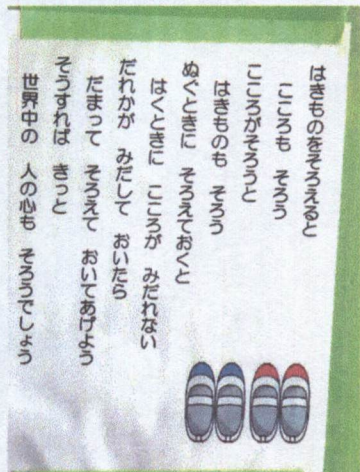 はきものをそろえると
こころも そろう
こころがそろうと
はきものも そろう
ぬぐときに そろえておくと
はくときに こころが みだれない
だれかが みだして おいたら
だまって そろえて おいてあげよう
そうすれば きっと
世界中の 人の心も そろうでしょう